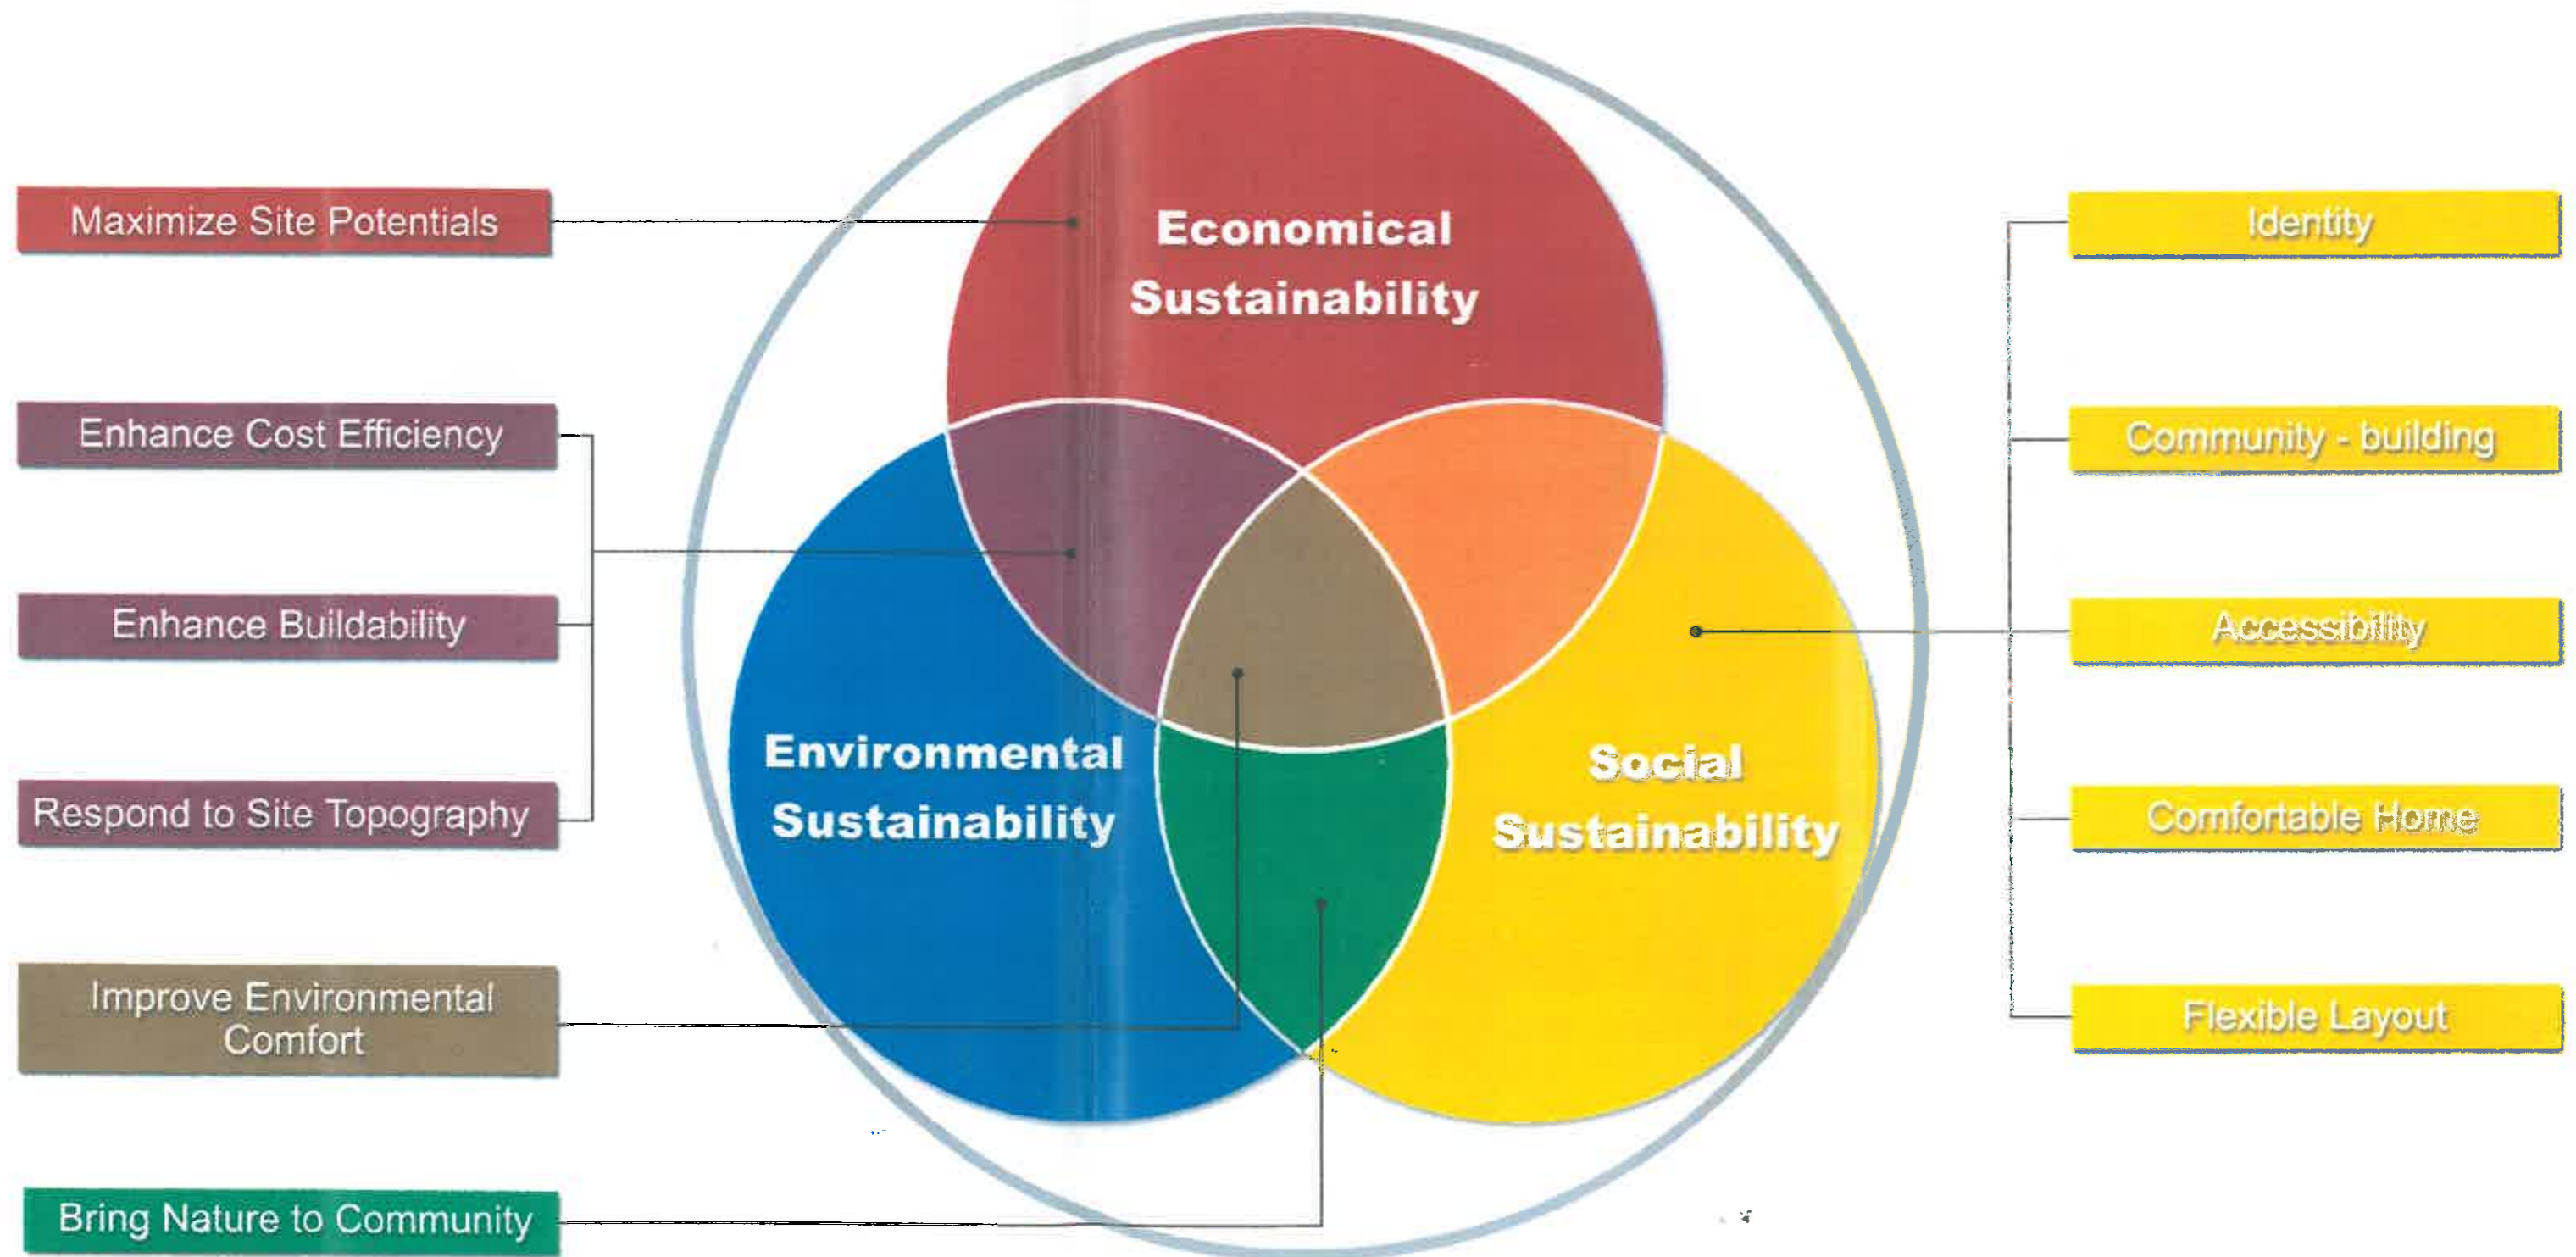 Maximize Site Potentials
Enhance Cost Efficiency
Enhance Buildability
Respond to Site Topography
Improve Environmental
Comfort
Bring Nature to Community
Economical
Sustainability
Environmental
Sustainability
Social
Sustainability
Identity
Community - building
Accessibility
Comfortable Home
Flexible Layout